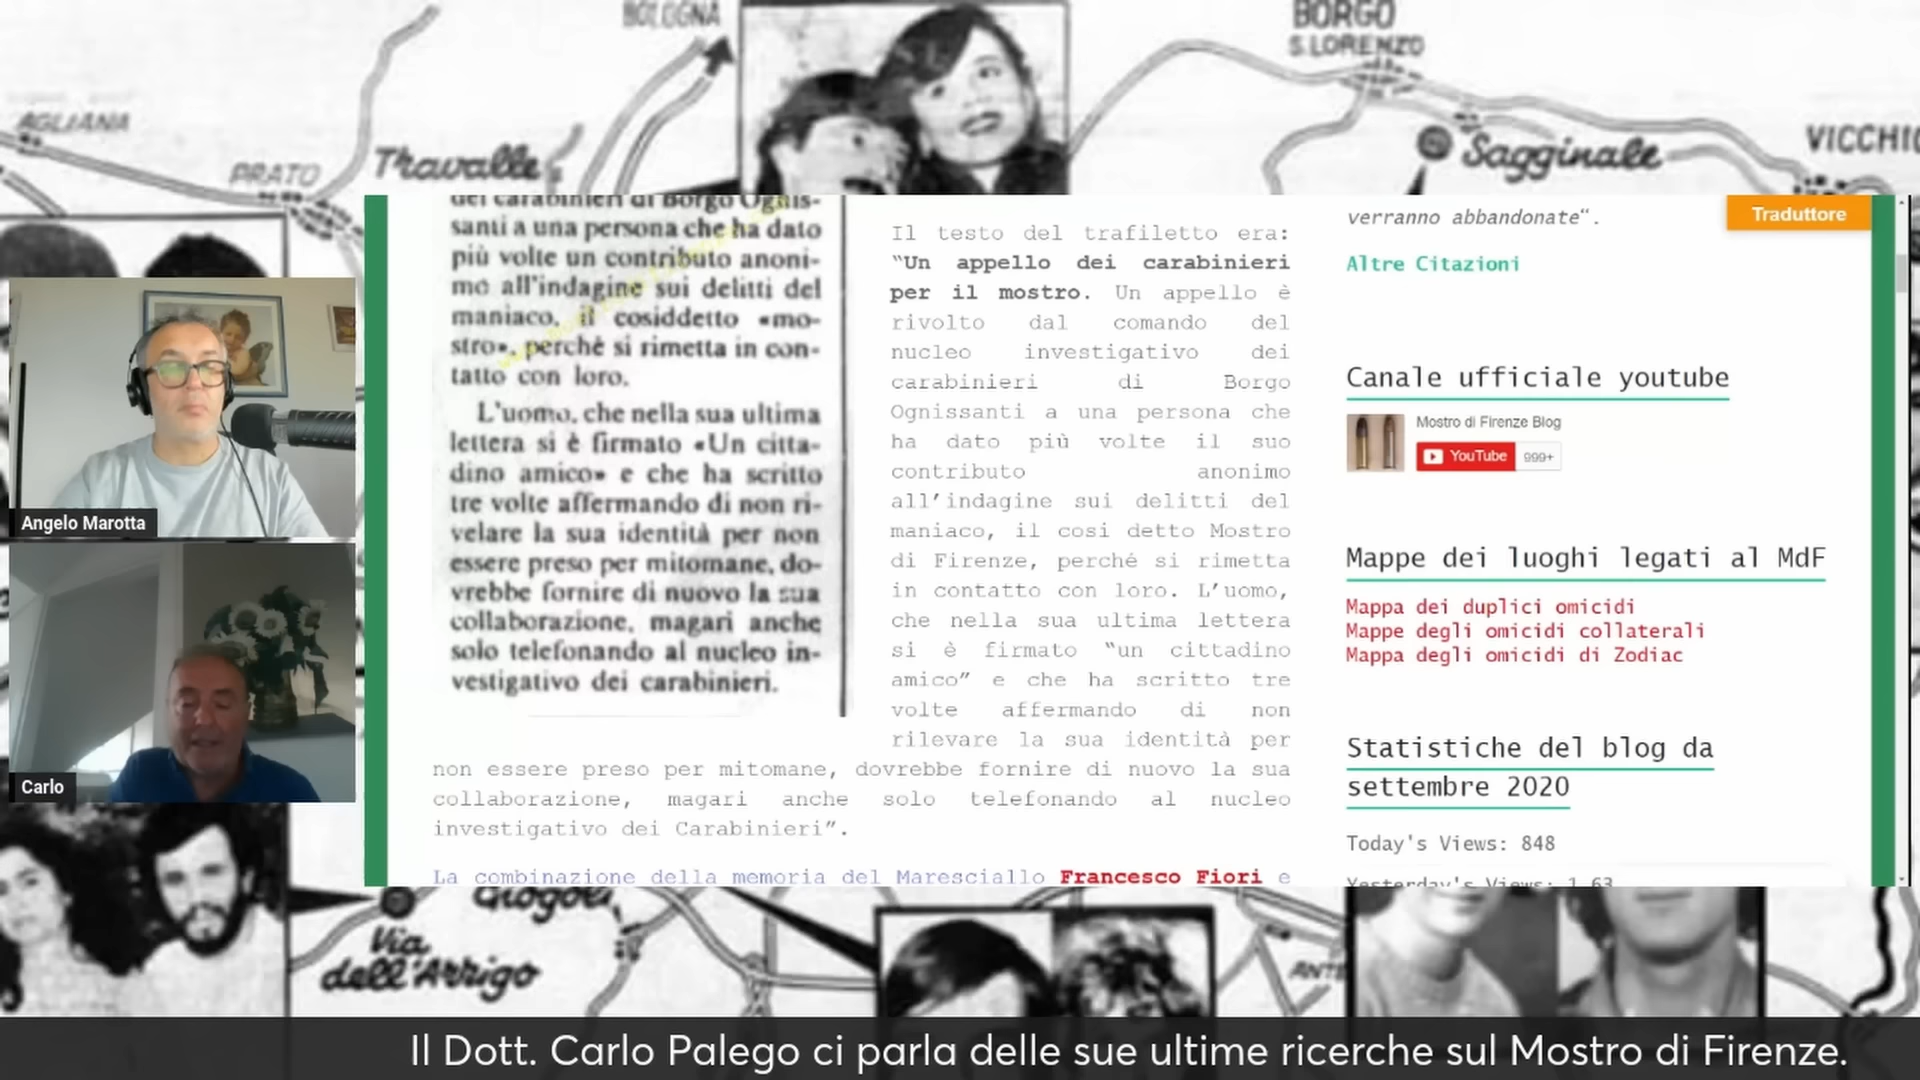 BOLOGNA
BORGO
S. LORENZO
AGLIANA
PRATO
Travalle
Sagginale
VICCHIO
dei carabinieri di Borgo Ognis-
santi a una persona che ha dato
più volte un contributo anoni-
mo all'indagine sui delitti del
maniaco, il cosiddetto «mo-
stro», perchè si rimetta in con-
tatto con loro.
L'uomo, che nella sua ultima
lettera si è firmato «Un citta-
dino amico» e che ha scritto
tre volte affermando di non ri-
velare la sua identità per non
essere preso per mitomane, do-
vrebbe fornire di nuovo la sua
collaborazione, magari anche
solo telefonando al nucleo in-
vestigativo dei carabinieri.
Il testo del trafiletto era:
“Un appello dei carabinieri
per il mostro. Un appello è
rivolto dal comando del
nucleo investigativo dei
carabinieri di Borgo
Ognissanti a una persona che
ha dato più volte il suo
contributo anonimo
all’indagine sui delitti del
maniaco, il cosi detto Mostro
di Firenze, perché si rimetta
in contatto con loro. L’uomo,
che nella sua ultima lettera
si è firmato “un cittadino
amico” e che ha scritto tre
volte affermando di non
rilevare la sua identità per
non essere preso per mitomane, dovrebbe fornire di nuovo la sua
collaborazione, magari anche solo telefonando al nucleo
investigativo dei Carabinieri”.
La combinazione della memoria del Maresciallo Francesco Fiori e
verranno abbandonate“.
Traduttore
Altre Citazioni
Canale ufficiale youtube
Mostro di Firenze Blog
YouTube 999+
Mappe dei luoghi legati al MdF
Mappa dei duplici omicidi
Mappe degli omicidi collaterali
Mappa degli omicidi di Zodiac
Statistiche del blog da
settembre 2020
Today's Views: 848
Yesterday's Views: 1.63
Angelo Marotta
Carlo
Giogoli
Via
dell'Arrigo
Il Dott. Carlo Palego ci parla delle sue ultime ricerche sul Mostro di Firenze.